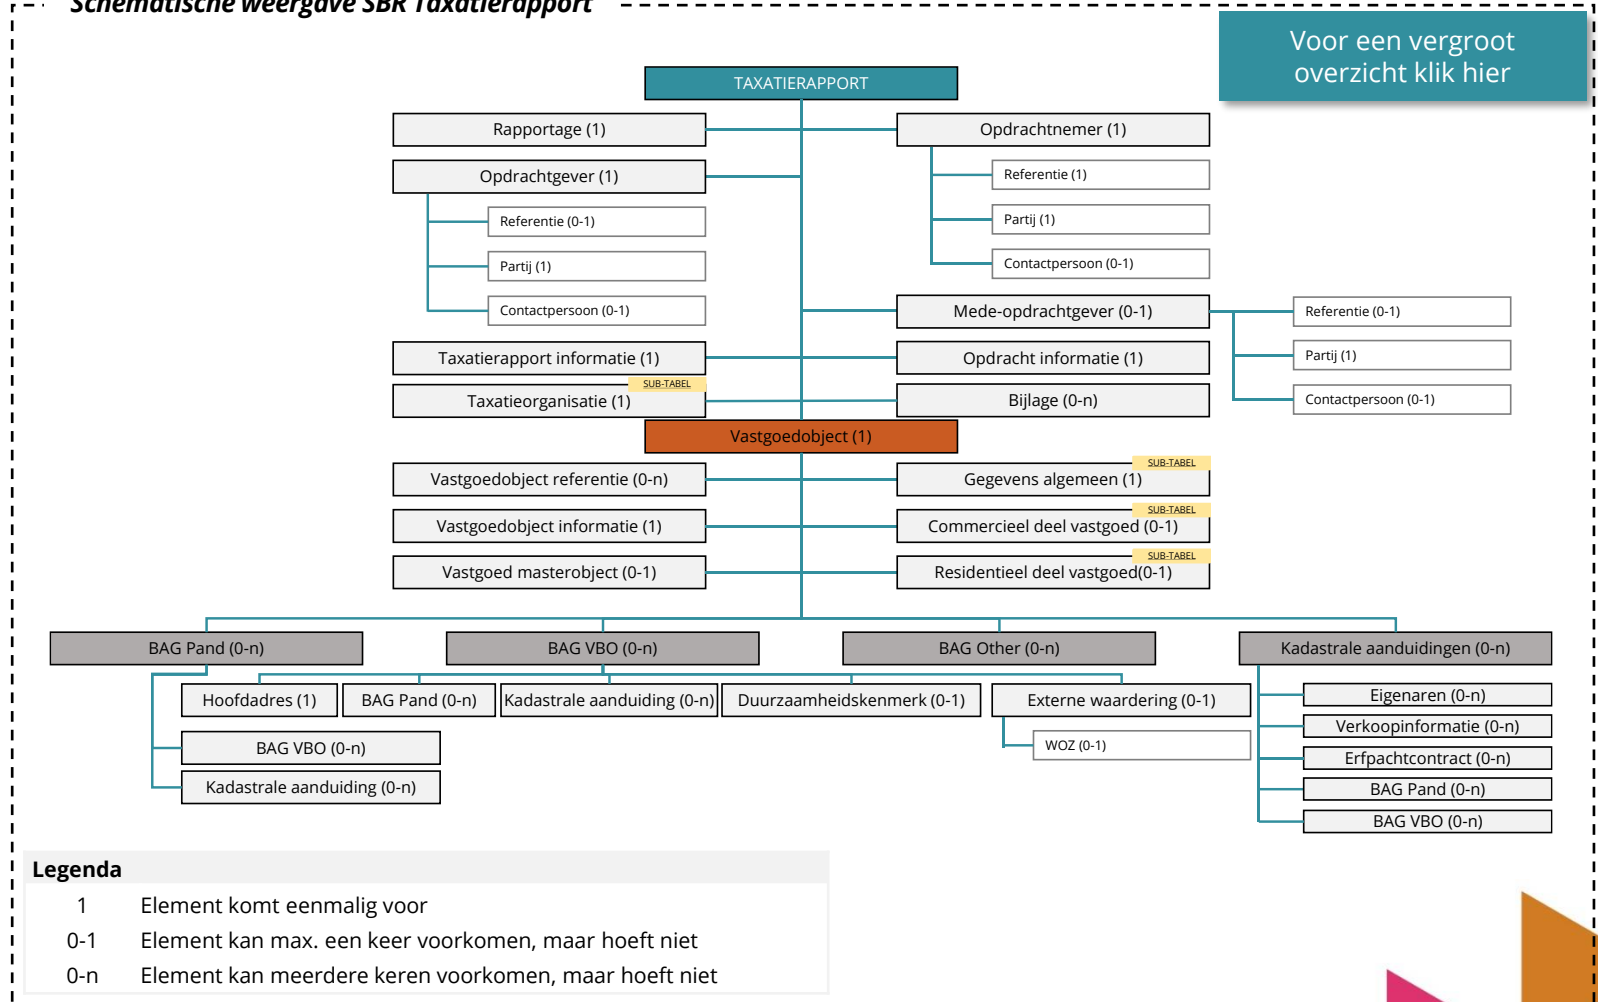 Schematische weergave SBR Taxatierapport
Voor een vergroot
overzicht klik hier
TAXATIERAPPORT
Rapportage (1)
Opdrachtnemer (1)
Opdrachtgever (1)
Referentie (1)
Referentie (0-1)
Partij (1)
Partij (1)
Contactpersoon (0-1)
Contactpersoon (0-1)
Mede-opdrachtgever (0-1)
Referentie (0-1)
Partij (1)
Contactpersoon (0-1)
Taxatierapport informatie (1)
Opdracht informatie (1)
SUB-TABEL
Taxatieorganisatie (1)
Bijlage (0-n)
Vastgoedobject (1)
Vastgoedobject referentie (0-n)
SUB-TABEL
Gegevens algemeen (1)
Vastgoedobject informatie (1)
SUB-TABEL
Commercieel deel vastgoed (0-1)
Vastgoed masterobject (0-1)
SUB-TABEL
Residentieel deel vastgoed(0-1)
BAG Pand (0-n)
BAG VBO (0-n)
BAG Other (0-n)
Kadastrale aanduidingen (0-n)
Hoofdadres (1)
BAG Pand (0-n)
Kadastrale aanduiding (0-n)
Duurzaamheidskenmerk (0-1)
Externe waardering (0-1)
WOZ (0-1)
BAG VBO (0-n)
Kadastrale aanduiding (0-n)
Eigenaren (0-n)
Verkoopinformatie (0-n)
Erfpachtcontract (0-n)
BAG Pand (0-n)
BAG VBO (0-n)
Legenda
1 Element komt eenmalig voor
0-1 Element kan max. een keer voorkomen, maar hoeft niet
0-n Element kan meerdere keren voorkomen, maar hoeft niet